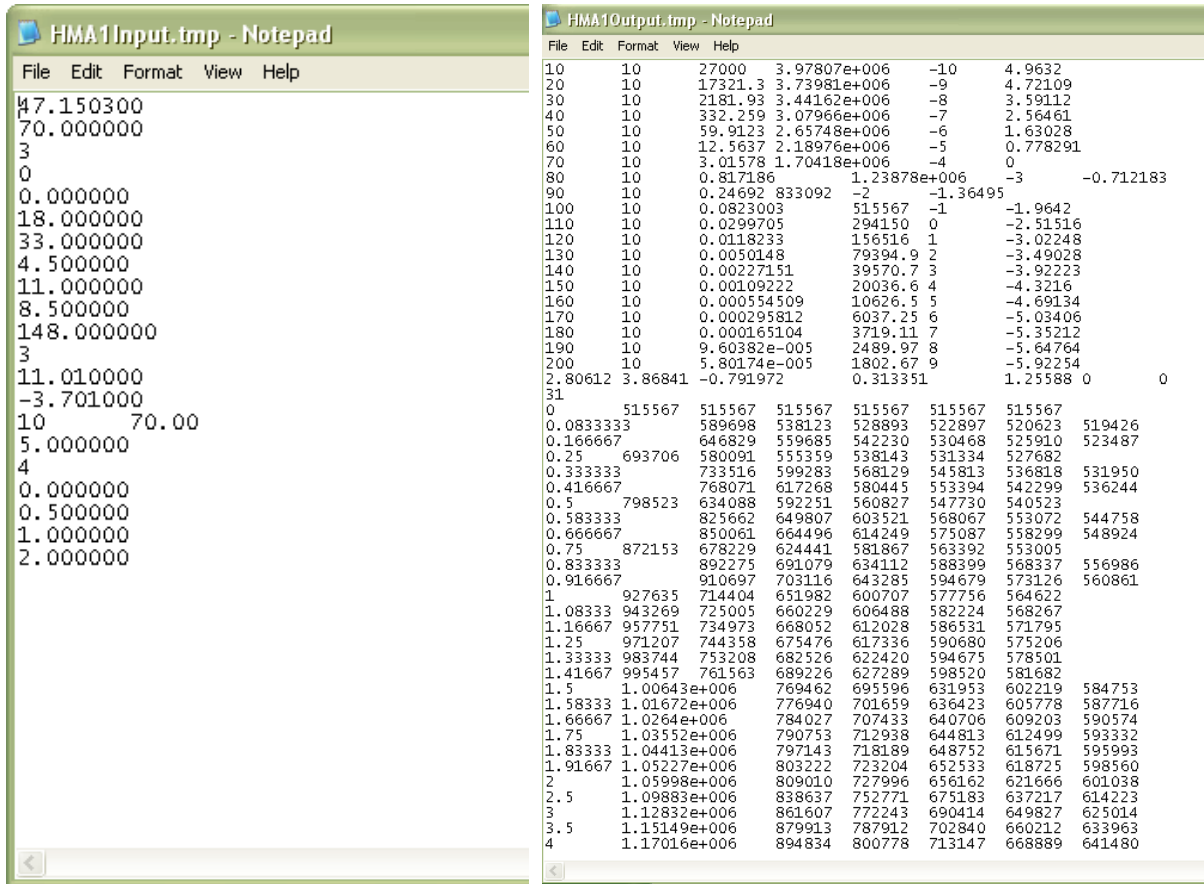 HMA1Input.tmp - Notepad
File Edit Format View Help
47.150300
70.000000
3
0
0.000000
18.000000
33.000000
4.500000
11.000000
8.500000
148.000000
3
11.010000
-3.701000
10 70.00
5.000000
4
0.000000
0.500000
1.000000
2.000000
HMA1Output.tmp - Notepad
File Edit Format View Help
10 10 27000 3.97807e+006 -10 4.9632
20 10 17321.3 3.73981e+006 -9 4.72109
30 10 2181.93 3.44162e+006 -8 3.59112
40 10 332.259 3.07966e+006 -7 2.56461
50 10 59.9123 2.65748e+006 -6 1.63028
60 10 12.5637 2.18976e+006 -5 0.778291
70 10 3.01578 1.70418e+006 -4 0
80 10 0.817186 1.23878e+006 -3 -0.712183
90 10 0.24692 833092 -2 -1.36495
100 10 0.0823003 515567 -1 -1.9642
110 10 0.0299705 294150 0 -2.51516
120 10 0.0118233 156516 1 -3.02248
130 10 0.0050148 79394.9 2 -3.49028
140 10 0.00227151 39570.7 3 -3.92223
150 10 0.00109222 20036.6 4 -4.3216
160 10 0.000554509 10626.5 5 -4.69134
170 10 0.000295812 6037.25 6 -5.03406
180 10 0.000165104 3719.11 7 -5.35212
190 10 9.60382e-005 2489.97 8 -5.64764
200 10 5.80174e-005 1802.67 9 -5.92254
2.80612 3.86841 -0.791972 0.313351 1.25588 0 0
31
0 515567 515567 515567 515567 515567 515567
0.0833333 589698 538123 528893 522897 520623 519426
0.166667 646829 559685 542230 530468 525910 523487
0.25 693706 580091 555359 538143 531334 527682
0.333333 733516 599283 568129 545813 536818 531950
0.416667 768071 617268 580445 553394 542299 536244
0.5 798523 634088 592251 560827 547730 540523
0.583333 825662 649807 603521 568067 553072 544758
0.666667 850061 664496 614249 575087 558299 548924
0.75 872153 678229 624441 581867 563392 553005
0.833333 892275 691079 634112 588399 568337 556986
0.916667 910697 703116 643285 594679 573126 560861
1 927635 714404 651982 600707 577756 564622
1.08333 943269 725005 660229 606488 582224 568267
1.16667 957751 734973 668052 612028 586531 571795
1.25 971207 744358 675476 617336 590680 575206
1.33333 983744 753208 682526 622420 594675 578501
1.41667 995457 761563 689226 627289 598520 581682
1.5 1.00643e+006 769462 695596 631953 602219 584753
1.58333 1.01672e+006 776940 701659 636423 605778 587716
1.66667 1.0264e+006 784027 707433 640706 609203 590574
1.75 1.03552e+006 790753 712938 644813 612499 593332
1.83333 1.04413e+006 797143 718189 648752 615671 595993
1.91667 1.05227e+006 803222 723204 652533 618725 598560
2 1.05998e+006 809010 727996 656162 621666 601038
2.5 1.09883e+006 838637 752771 675183 637217 614223
3 1.12832e+006 861607 772243 690414 649827 625014
3.5 1.15149e+006 879913 787912 702840 660212 633963
4 1.17016e+006 894834 800778 713147 668889 641480